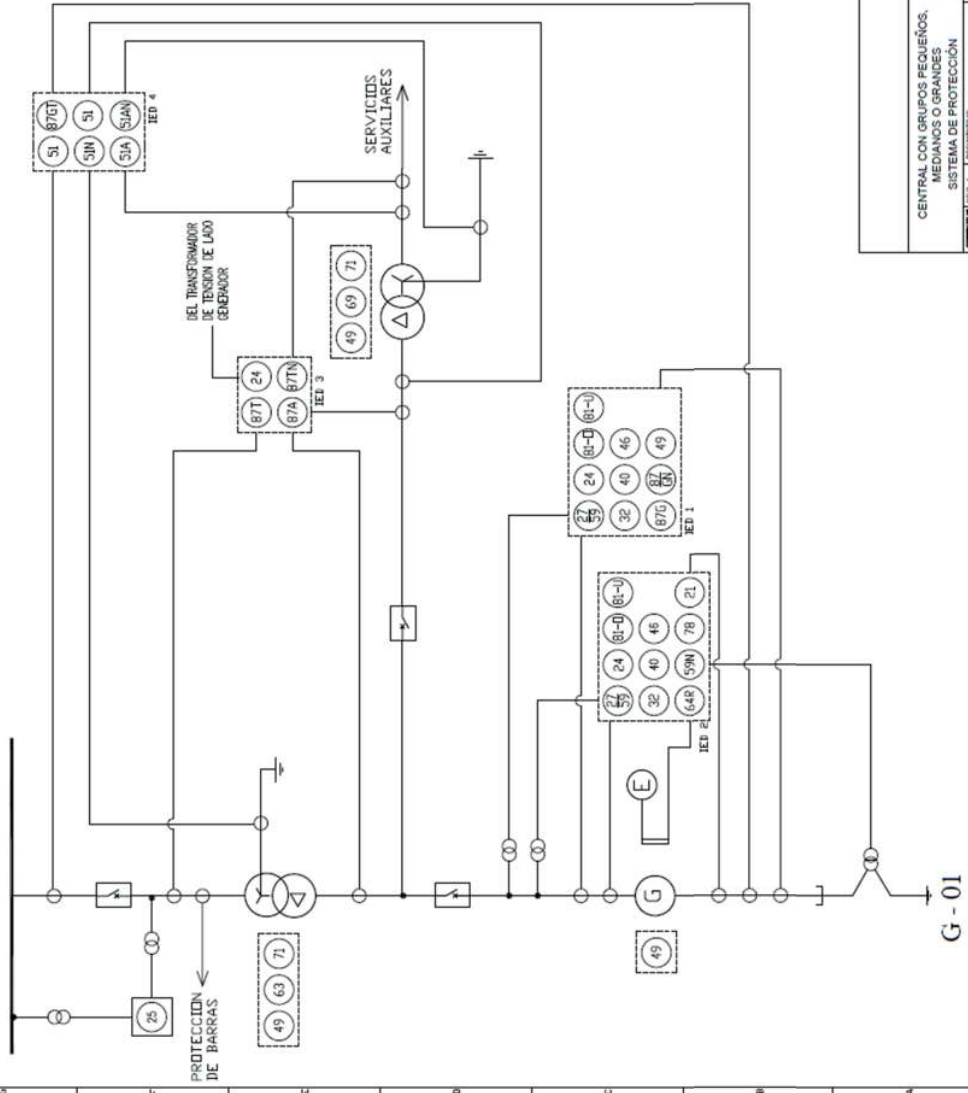 51
87GT
51N
51
51A
51AN
IED 4
SERVICIOS
AUXILIARES
DEL TRANSFORMADOR
DE TENSION DE LADO
GENERADOR
87T
24
87A
87TN
IED 3
49
69
71
27
59
24
81-O
81-U
32
40
46
87G
87
GN
49
IED 1
27
59
24
81-O
81-U
32
40
46
64R
59N
78
21
IED 2
E
G
49
25
PROTECCION
DE BARRAS
49
63
71
G - 01
CENTRAL CON GRUPOS PEQUEÑOS,
MEDIANOS O GRANDES
SISTEMA DE PROTECCIÓN